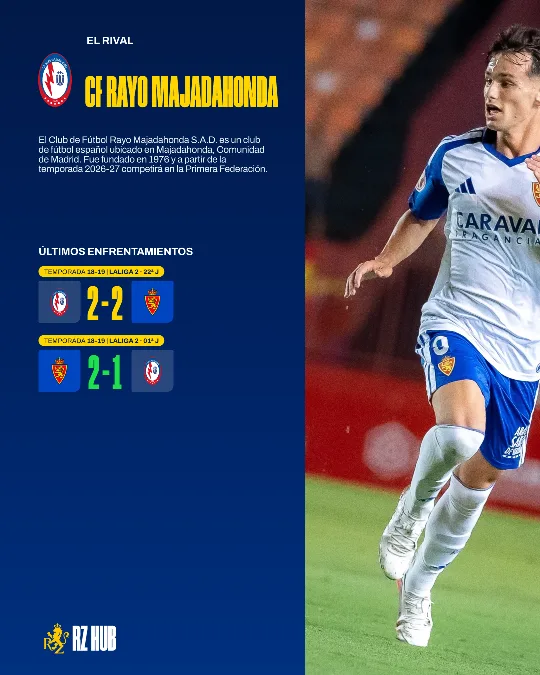 EL RIVAL
CF RAYO MAJADAHONDA
El Club de Fútbol Rayo Majadahonda S.A.D. es un club
de fútbol español ubicado en Majadahonda, Comunidad
de Madrid. Fue fundado en 1976 y a partir de la
temporada 2026-27 competirá en la Primera Federación.
ÚLTIMOS ENFRENTAMIENTOS
TEMPORADA 18-19 | LALIGA 2 - 22ª J
2-2
TEMPORADA 18-19 | LALIGA 2 - 01ª J
2-1
RZ HUB
CARAVA
FRAGANCIA